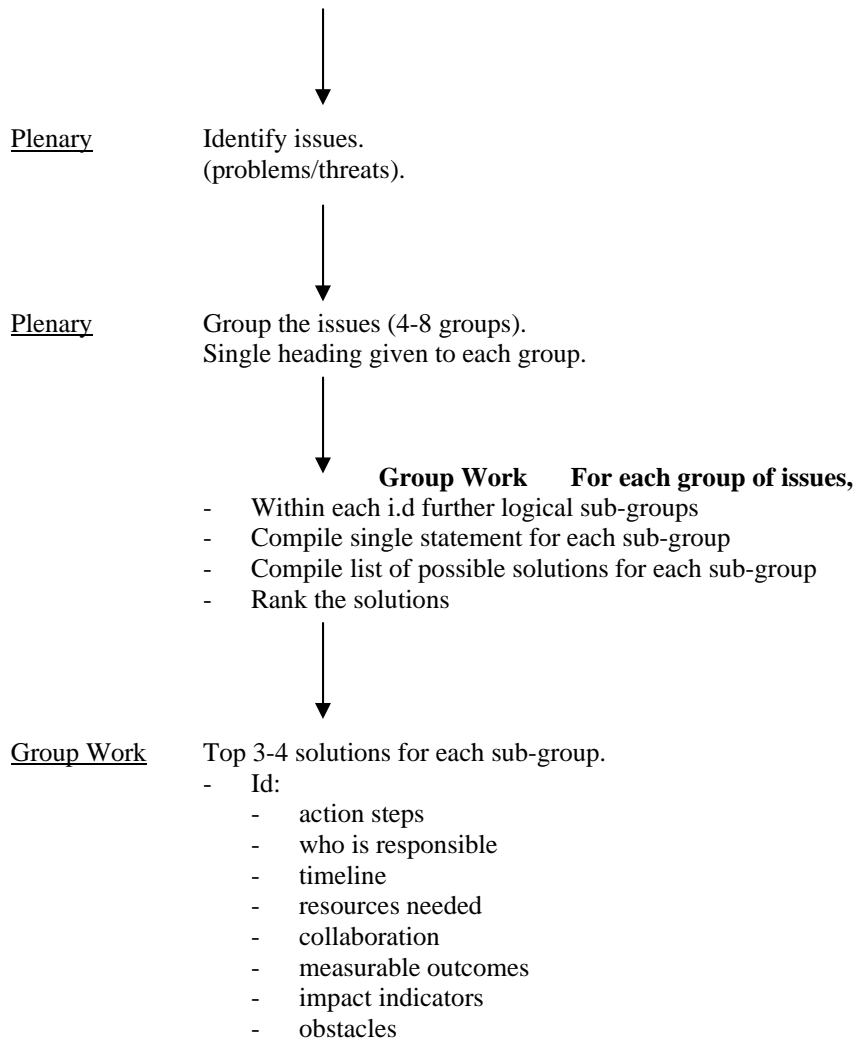 Plenary Identify issues.
(problems/threats).
Plenary Group the issues (4-8 groups).
Single heading given to each group.
Group Work For each group of issues,
- Within each i.d further logical sub-groups
- Compile single statement for each sub-group
- Compile list of possible solutions for each sub-group
- Rank the solutions
Group Work Top 3-4 solutions for each sub-group.
- Id:
- action steps
- who is responsible
- timeline
- resources needed
- collaboration
- measurable outcomes
- impact indicators
- obstacles